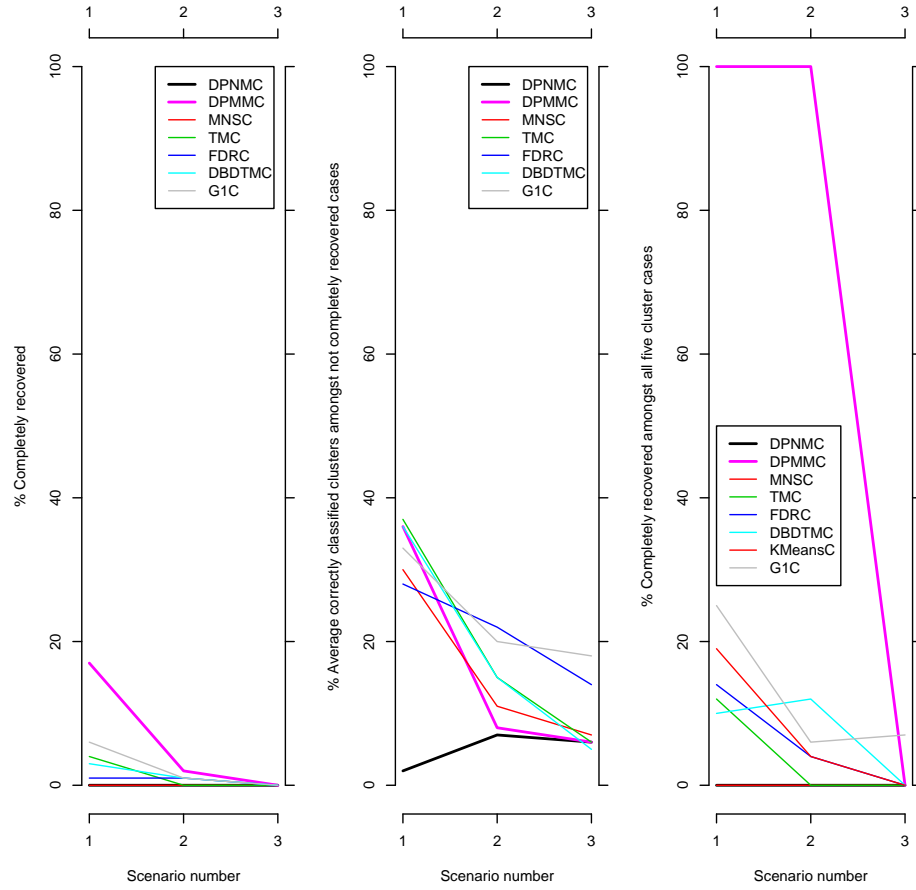 1 2 3
% Completely recovered
100
80
60
40
20
0
DPNMC
DPMMC
MNSC
TMC
FDRC
DBDTMC
G1C
1 2 3
Scenario number
1 2 3
% Average correctly classified clusters amongst not completely recovered cases
100
80
60
40
20
0
DPNMC
DPMMC
MNSC
TMC
FDRC
DBDTMC
G1C
1 2 3
Scenario number
1 2 3
% Completely recovered amongst all five cluster cases
100
80
60
40
20
0
DPNMC
DPMMC
MNSC
TMC
FDRC
DBDTMC
KMeansC
G1C
1 2 3
Scenario number